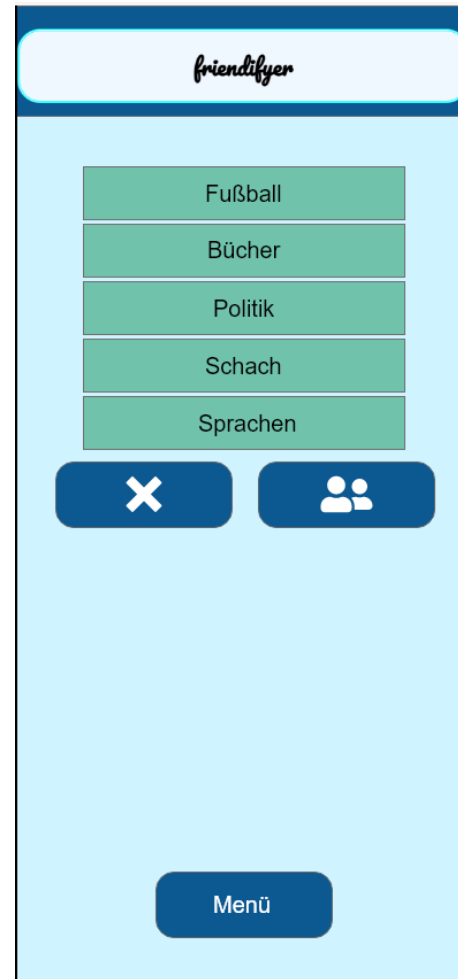 friendifyer
Fußball
Bücher
Politik
Schach
Sprachen
Menü